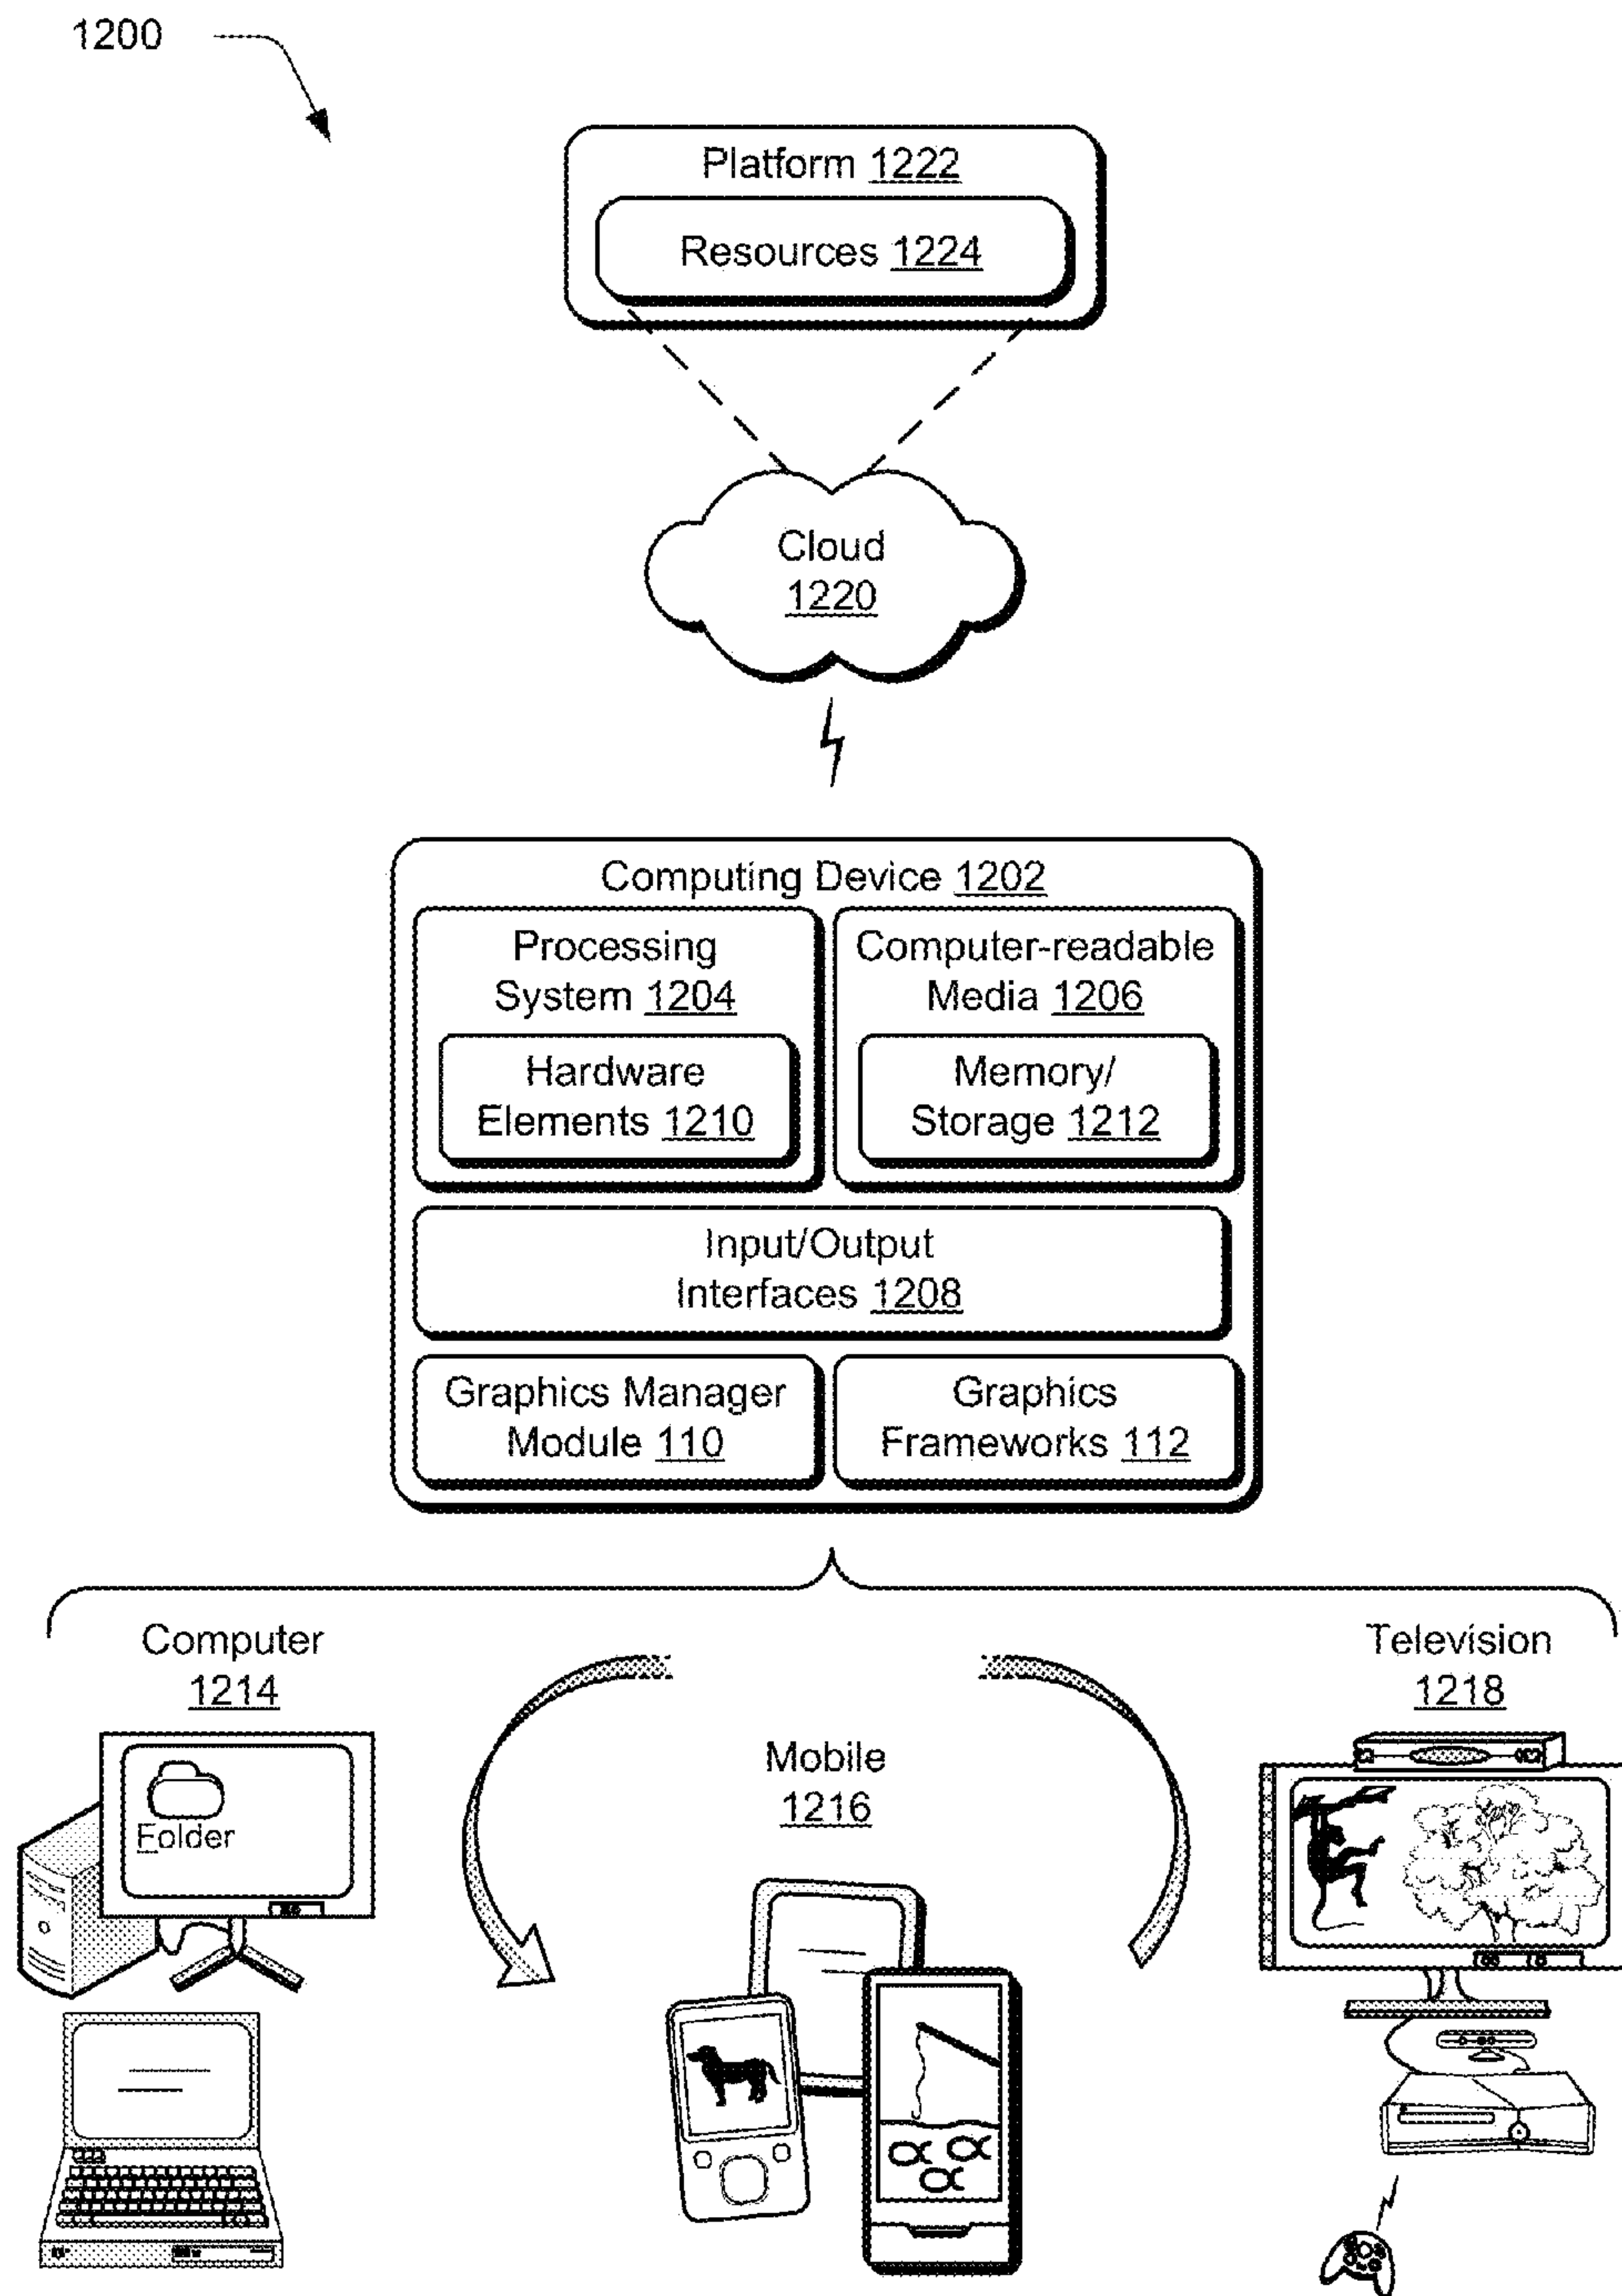 1200
Platform 1222
Resources 1224
Cloud
1220
Computing Device 1202
Processing
System 1204
Computer-readable
Media 1206
Hardware
Elements 1210
Memory/
Storage 1212
Input/Output
Interfaces 1208
Graphics Manager
Module 110
Graphics
Frameworks 112
Computer
1214
Folder
Mobile
1216
Television
1218